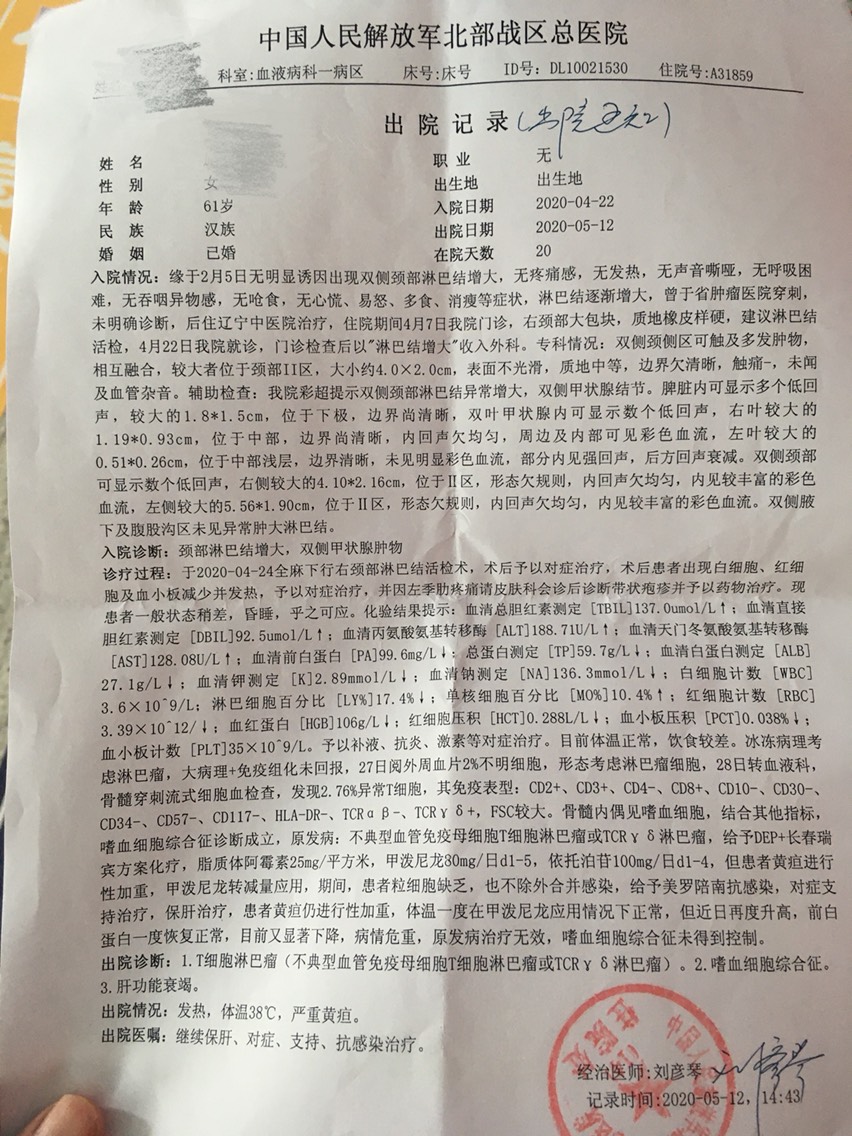 中国人民解放军北部战区总医院
科室:血液病科一病区 床号:床号 ID号: DL10021530 住院号:A31859
出院记录
姓 名 职 业 无
性 别 女 出生地 出生地
年 龄 61岁 入院日期 2020-04-22
民 族 汉族 出院日期 2020-05-12
婚 姻 已婚 在院天数 20
入院情况: 缘于2月5日无明显诱因出现双侧颈部淋巴结增大, 无疼痛感, 无发热, 无声音嘶哑, 无呼吸困
难, 无吞咽异物感, 无呛食, 无心慌、易怒、多食、消瘦等症状, 淋巴结逐渐增大, 曾于省肿瘤医院穿刺,
未明确诊断, 后住辽宁中医院治疗, 住院期间4月7日我院门诊, 右颈部大包块, 质地橡皮样硬, 建议淋巴结
活检, 4月22日我院就诊, 门诊检查后以"淋巴结增大"收入外科。专科情况: 双侧颈侧区可触及多发肿物,
相互融合, 较大者位于颈部II区, 大小约4.0×2.0cm, 表面不光滑, 质地中等, 边界欠清晰, 触痛-, 未闻
及血管杂音。辅助检查: 我院彩超提示双侧颈部淋巴结异常增大, 双侧甲状腺结节。脾脏内可显示多个低回
声, 较大的1.8*1.5cm, 位于下极, 边界尚清晰, 双叶甲状腺内可显示数个低回声, 右叶较大的
1.19*0.93cm, 位于中部, 边界尚清晰, 内回声欠均匀, 周边及内部可见彩色血流, 左叶较大的
0.51*0.26cm, 位于中部浅层, 边界清晰, 未见明显彩色血流, 部分内见强回声, 后方回声衰减。双侧颈部
可显示数个低回声, 右侧较大的4.10*2.16cm, 位于Ⅱ区, 形态欠规则, 内回声欠均匀, 内见较丰富的彩色
血流, 左侧较大的5.56*1.90cm, 位于Ⅱ区, 形态欠规则, 内回声欠均匀, 内见较丰富的彩色血流。双侧腋
下及腹股沟区未见异常肿大淋巴结。
入院诊断: 颈部淋巴结增大, 双侧甲状腺肿物
诊疗过程: 于2020-04-24全麻下行右颈部淋巴结活检术, 术后予以对症治疗, 术后患者出现白细胞、红细
胞及血小板减少并发热, 予以对症治疗, 并因左季肋疼痛请皮肤科会诊后诊断带状疱疹并予以药物治疗。现
患者一般状态稍差, 昏睡, 乎之可应。化验结果提示: 血清总胆红素测定 [TBIL]137.0umol/L↑; 血清直接
胆红素测定 [DBIL]92.5umol/L↑; 血清丙氨酸氨基转移酶 [ALT]188.71U/L↑; 血清天门冬氨酸氨基转移酶
[AST]128.08U/L↑; 血清前白蛋白 [PA]99.6mg/L↓; 总蛋白测定 [TP]59.7g/L↓; 血清白蛋白测定 [ALB]
27.1g/L↓; 血清钾测定 [K]2.89mmol/L↓; 血清钠测定 [NA]136.3mmol/L↓; 白细胞计数 [WBC]
3.6×10^9/L; 淋巴细胞百分比 [LY%]17.4%↓; 单核细胞百分比 [MO%]10.4%↑; 红细胞计数 [RBC]
3.39×10^12/↓; 血红蛋白 [HGB]106g/L↓; 红细胞压积 [HCT]0.288L/L↓; 血小板压积 [PCT]0.038%↓;
血小板计数 [PLT]35×10^9/L。予以补液、抗炎、激素等对症治疗。目前体温正常, 饮食较差。冰冻病理考
虑淋巴瘤, 大病理+免疫组化未回报, 27日阅外周血片2%不明细胞, 形态考虑淋巴瘤细胞, 28日转血液科,
骨髓穿刺流式细胞血检查, 发现2.76%异常T细胞, 其免疫表型: CD2+、CD3+、CD4-、CD8+、CD10-、CD30-、
CD34-、CD57-、CD117-、HLA-DR-、TCRαβ-、TCRγδ+, FSC较大。骨髓内偶见嗜血细胞, 结合其他指标,
嗜血细胞综合征诊断成立, 原发病: 不典型血管免疫母细胞T细胞淋巴瘤或TCRγδ淋巴瘤, 给予DEP+长春瑞
宾方案化疗, 脂质体阿霉素25mg/平方米, 甲泼尼龙30mg/日d1-5, 依托泊苷100mg/日d1-4, 但患者黄疸进行
性加重, 甲泼尼龙转减量应用, 期间, 患者粒细胞缺乏, 也不除外合并感染, 给予美罗陪南抗感染, 对症支
持治疗, 保肝治疗, 患者黄疸仍进行性加重, 体温一度在甲泼尼龙应用情况下正常, 但近日再度升高, 前白
蛋白一度恢复正常, 目前又显著下降, 病情危重, 原发病治疗无效, 嗜血细胞综合征未得到控制。
出院诊断: 1.T细胞淋巴瘤 (不典型血管免疫母细胞T细胞淋巴瘤或TCRγδ淋巴瘤) 。2.嗜血细胞综合征。
3.肝功能衰竭。
出院情况: 发热, 体温38℃, 严重黄疸。
出院医嘱: 继续保肝、对症、支持、抗感染治疗。
经治医师: 刘彦琴
记录时间:2020-05-12, 14:43